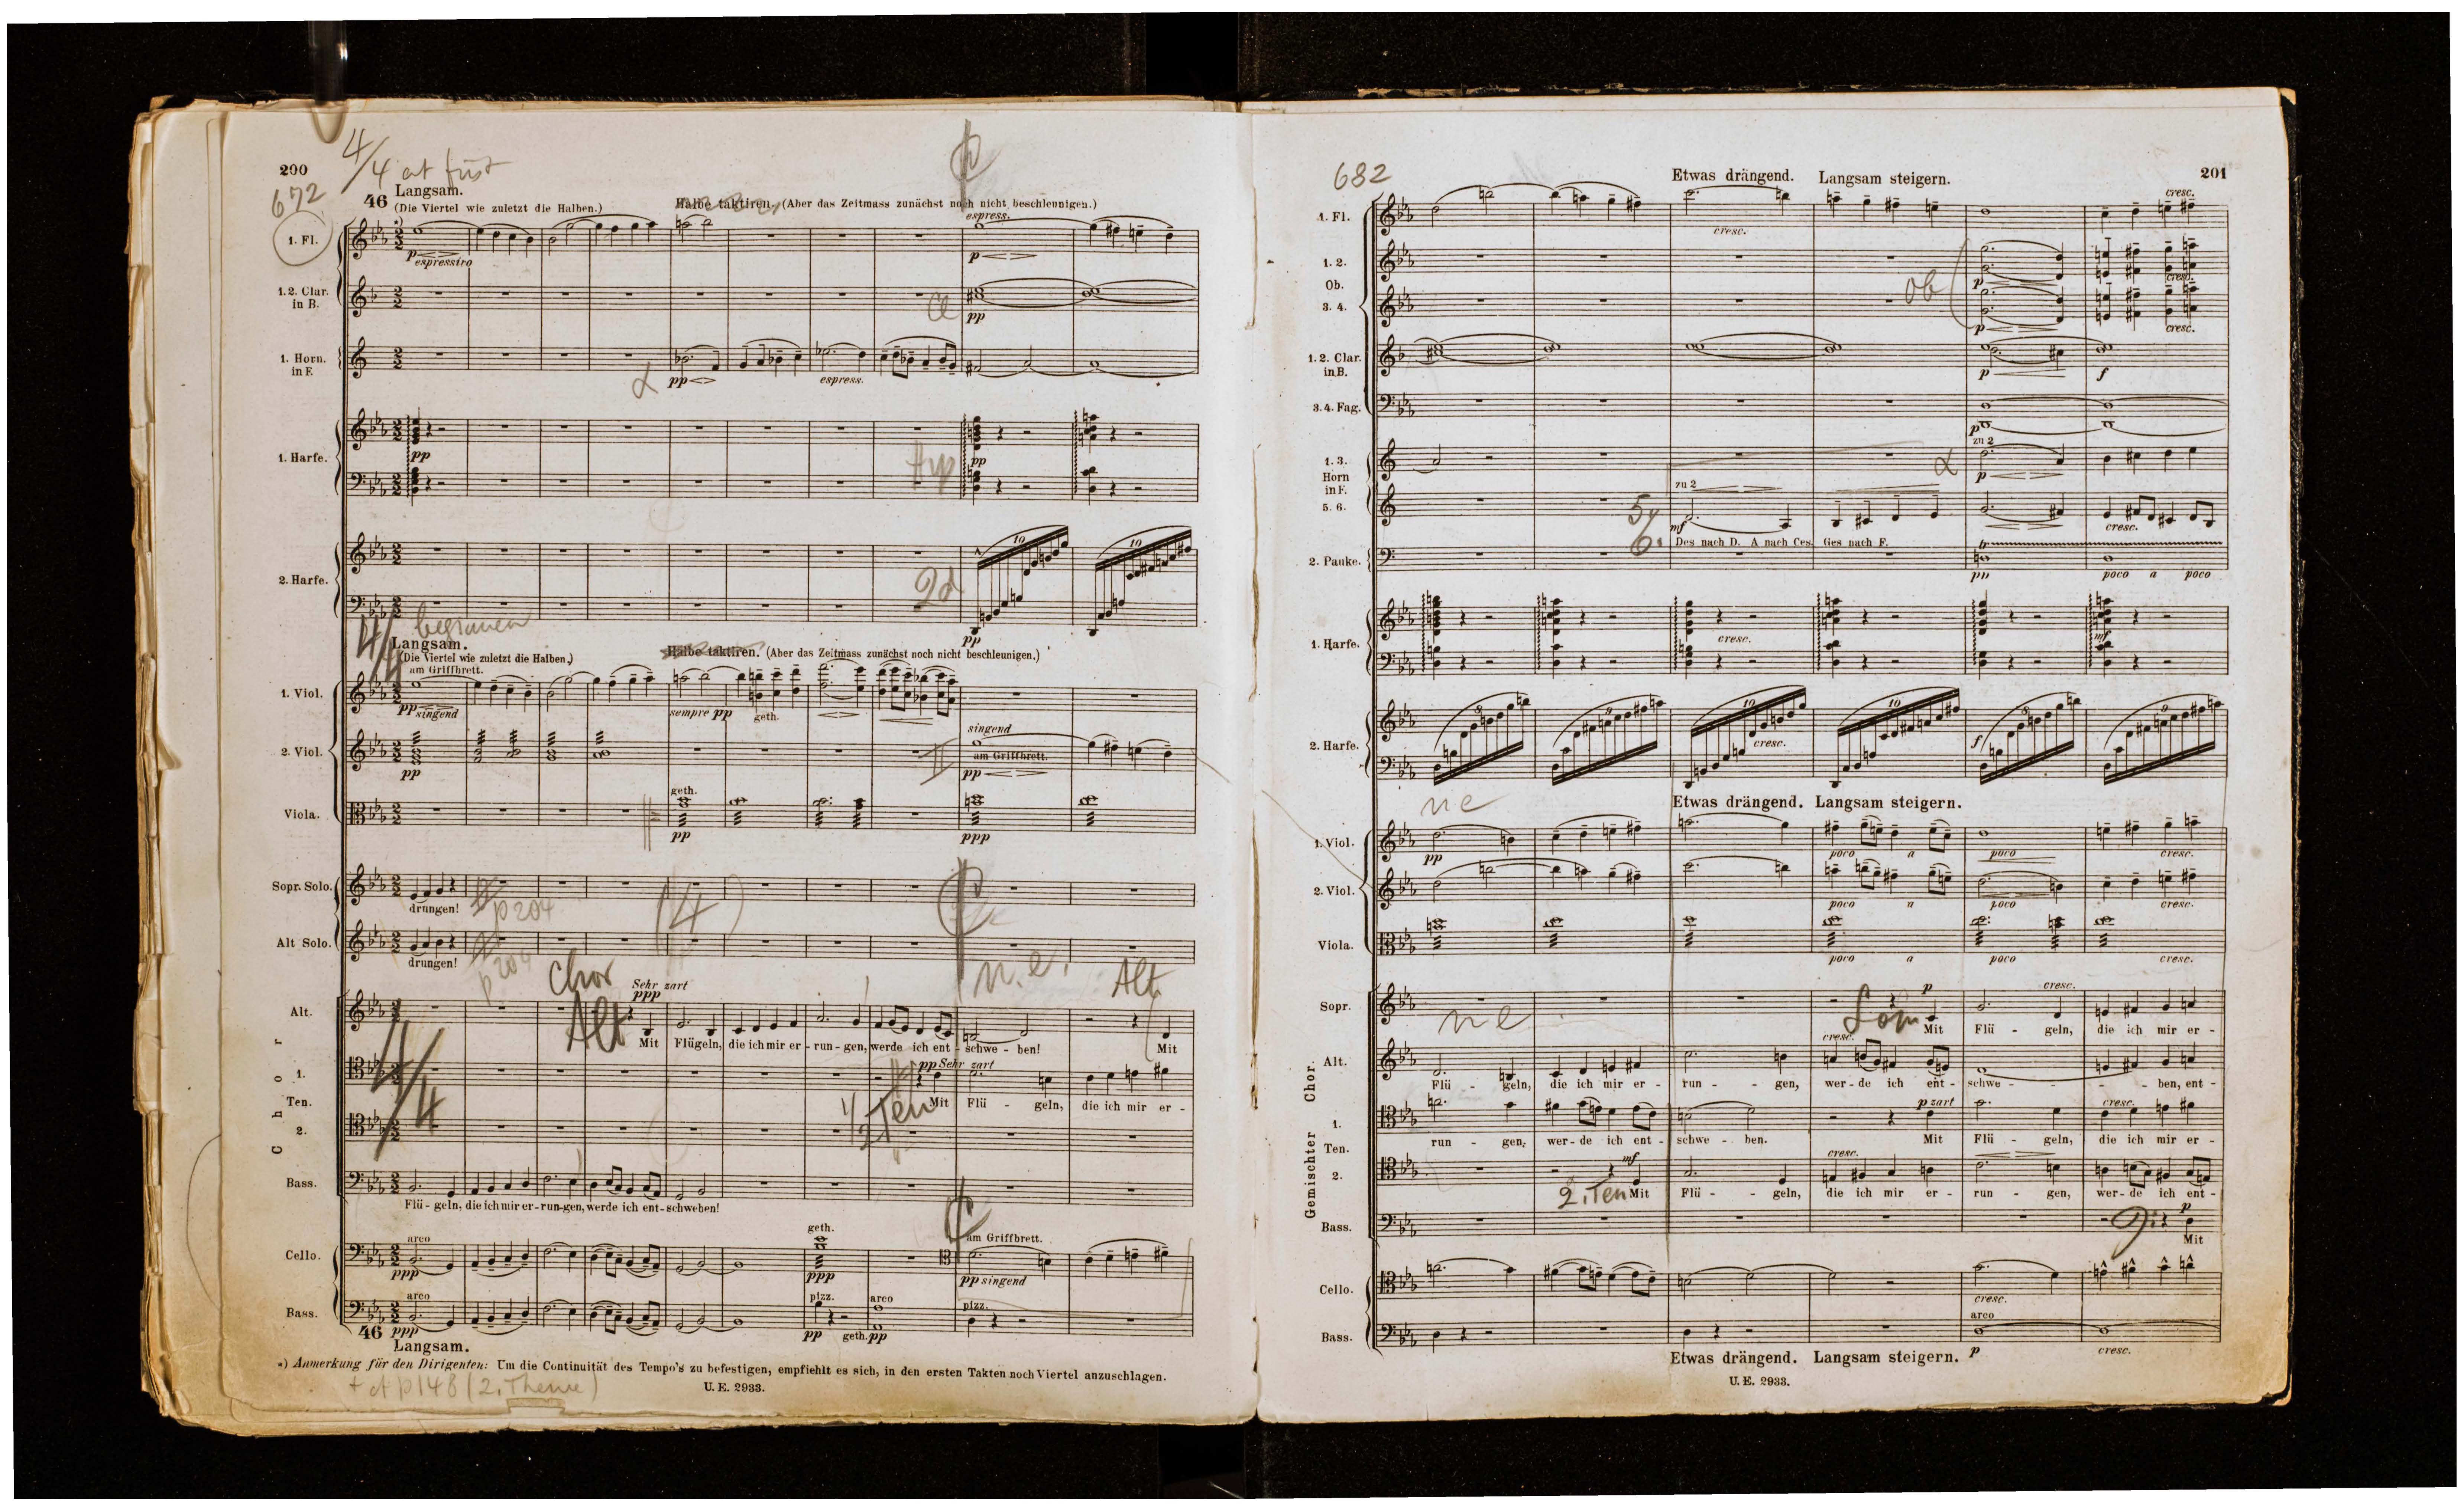 200
4/4 at first
672
46 Langsam.
(Die Viertel wie zuletzt die Halben.)
Halbe taktiren. (Aber das Zeitmass zunächst noch nicht beschleunigen.)
espress.
1. Fl.
*)
p
espressivo
p
1. 2. Clar. in B.
Cl
pp
1. Horn. in F.
pp
espress.
1. Harfe.
pp
Hp
pp
2. Harfe.
2d
10
10
pp
4/4
Langsam.
(Die Viertel wie zuletzt die Halben.)
Halbe taktiren. (Aber das Zeitmass zunächst noch nicht beschleunigen.)
am Griffbrett.
1. Viol.
pp singend
sempre pp
geth.
2. Viol.
pp
II
singend
am Griffbrett.
pp
Viola.
geth.
pp
ppp
Sopr. Solo.
drungen!
p204
(4)
Alt Solo.
drungen!
p204
Chor
n.e.
Alt
Chor
Alt.
Alt
Sehr zart
ppp
Mit Flügeln, die ich mir er - run - gen, werde ich ent - schwe - ben! Mit
4/4
Ten.
1.
pp Sehr zart
Mit Flü - geln, die ich mir er -
2.
Ten
Bass.
Flü - geln, die ich mir er - run - gen, werde ich ent - schweben!
Cello.
arco
ppp
geth.
ppp
am Griffbrett.
pp singend
Bass.
arco
ppp
pizz.
pp
arco
geth. pp
pizz.
46
Langsam.
*) Anmerkung für den Dirigenten: Um die Continuität des Tempo's zu befestigen, empfiehlt es sich, in den ersten Takten noch Viertel anzuschlagen.
+ cf p 148 (2. Theme)
U. E. 2933.
682
Etwas drängend. Langsam steigern.
201
1. Fl.
cresc.
cresc.
1. 2.
Ob.
3. 4.
ob
p
cresc.
p
cresc.
1. 2. Clar. in B.
p
f
3. 4. Fag.
p
1. 3.
Horn in F.
5. 6.
zu 2
p
5/6.
zu 2
mf
cresc.
2. Pauke.
Des nach D. A nach Ces. Ges nach F.
tr
pp
poco a poco
1. Harfe.
cresc.
mf
2. Harfe.
9
9
10
10
9
9
cresc.
f
ne
Etwas drängend. Langsam steigern.
1. Viol.
pp
poco a poco cresc.
2. Viol.
poco a poco cresc.
Viola.
poco a poco cresc.
Gemischter Chor.
Sopr.
ne
Sop
p
cresc.
Mit Flü - geln, die ich mir er -
Alt.
cresc.
Flü - geln, die ich mir er - run - gen, wer - de ich ent - schwe - ben, ent -
Ten.
1.
p zart
cresc.
run - gen, wer - de ich ent - schwe - ben. Mit Flü - geln, die ich mir er -
2.
mf
cresc.
2. Ten
Mit Flü - geln, die ich mir er - run - gen, wer - de ich ent -
Bass.
p
Mit
Cello.
cresc.
Bass.
arco
p
cresc.
Etwas drängend. Langsam steigern.
U. E. 2933.